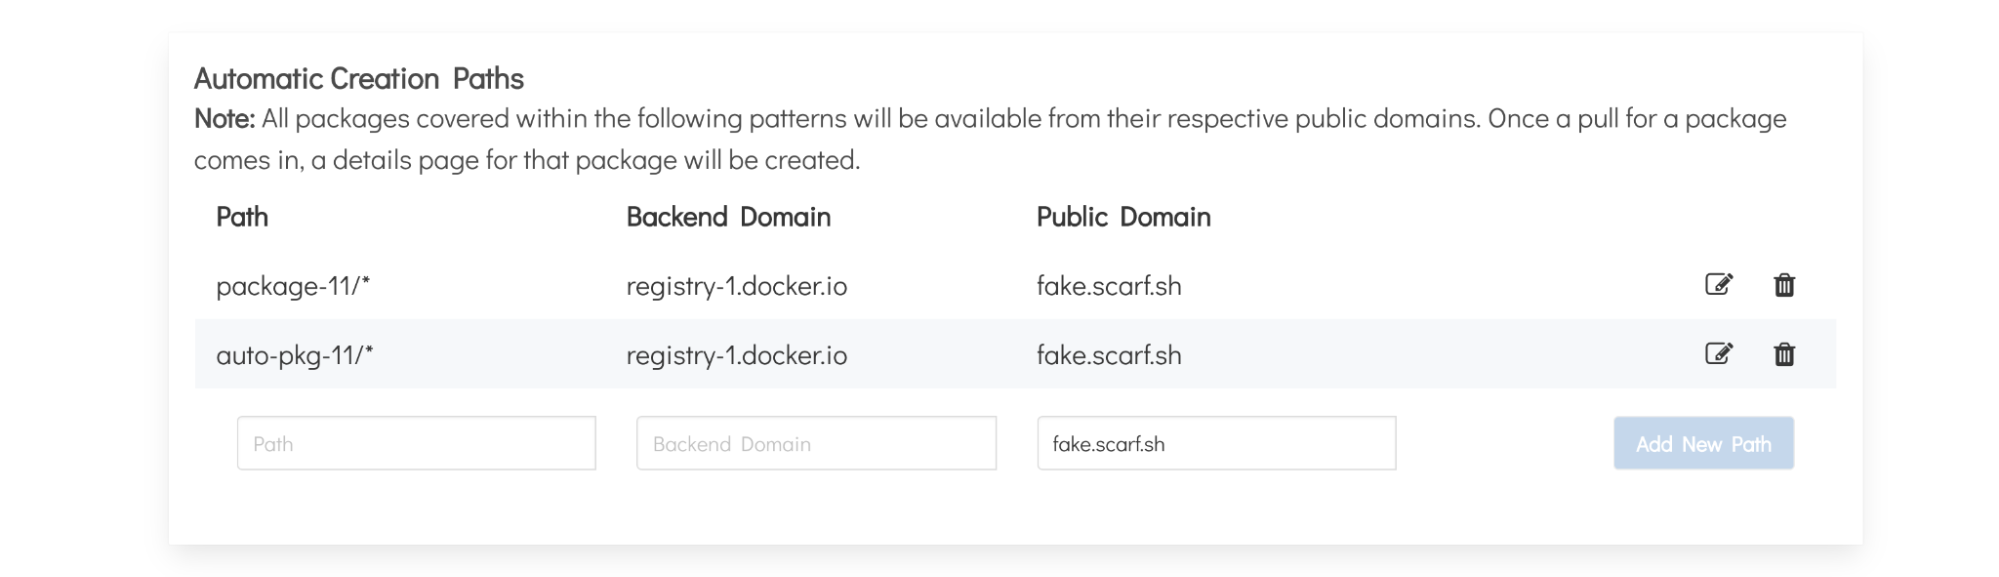 Automatic Creation Paths
Note: All packages covered within the following patterns will be available from their respective public domains. Once a pull for a package
comes in, a details page for that package will be created.
Path Backend Domain Public Domain
package-11/* registry-1.docker.io fake.scarf.sh
auto-pkg-11/* registry-1.docker.io fake.scarf.sh
Path Backend Domain fake.scarf.sh Add New Path